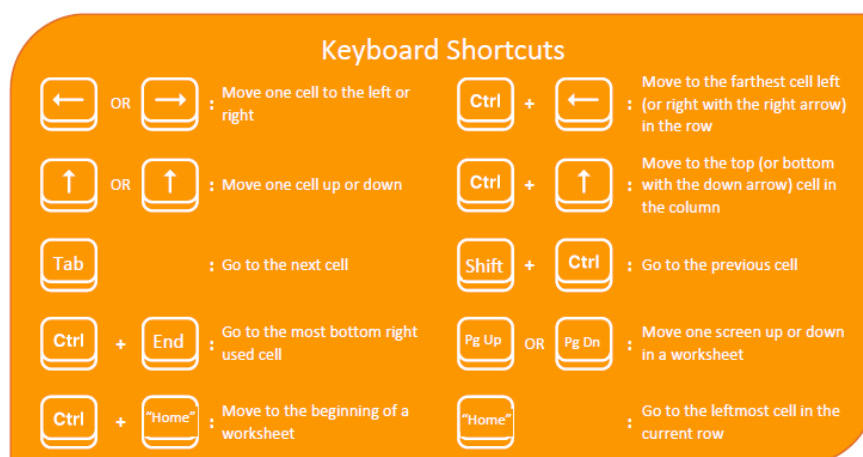 Keyboard Shortcuts
← OR → : Move one cell to the left or
right
Ctrl + ← : Move to the farthest cell left
(or right with the right arrow)
in the row
↑ OR ↑ : Move one cell up or down
Ctrl + ↑ : Move to the top (or bottom
with the down arrow) cell in
the column
Tab : Go to the next cell
Shift + Ctrl : Go to the previous cell
Ctrl + End : Go to the most bottom right
used cell
Pg Up OR Pg Dn : Move one screen up or down
in a worksheet
Ctrl + “Home” : Move to the beginning of a
worksheet
“Home” : Go to the leftmost cell in the
current row